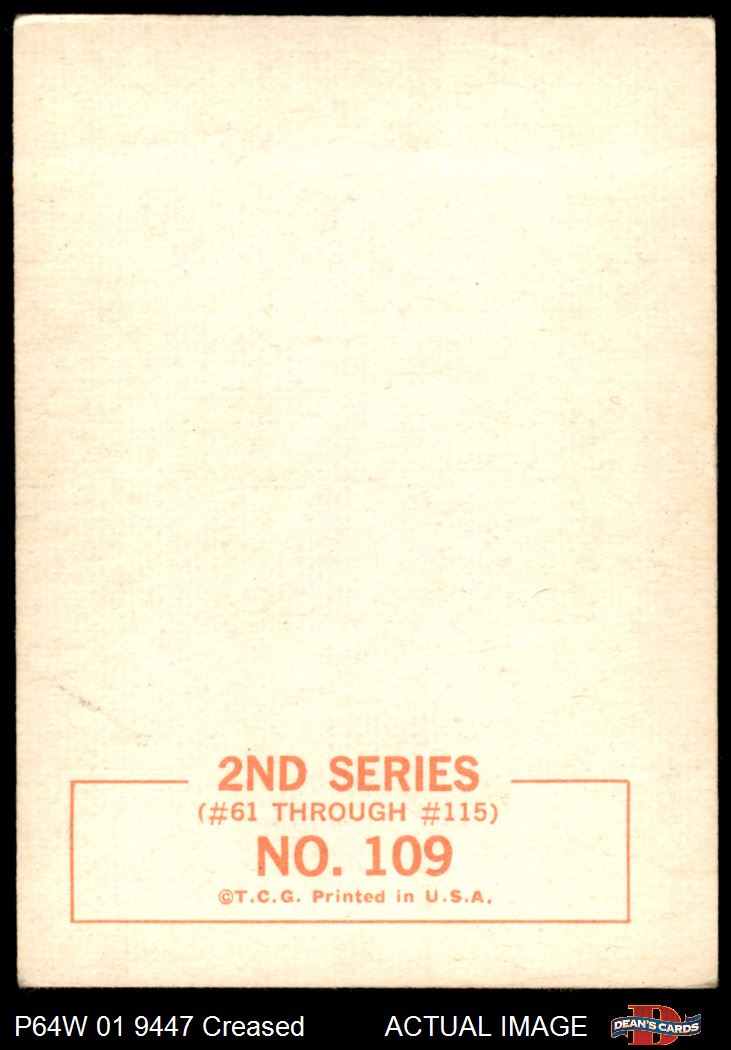 2ND SERIES
(#61 THROUGH #115)
NO. 109
©T.C.G. Printed in U.S.A.
P64W 01 9447 Creased ACTUAL IMAGE DEAN'S CARDS